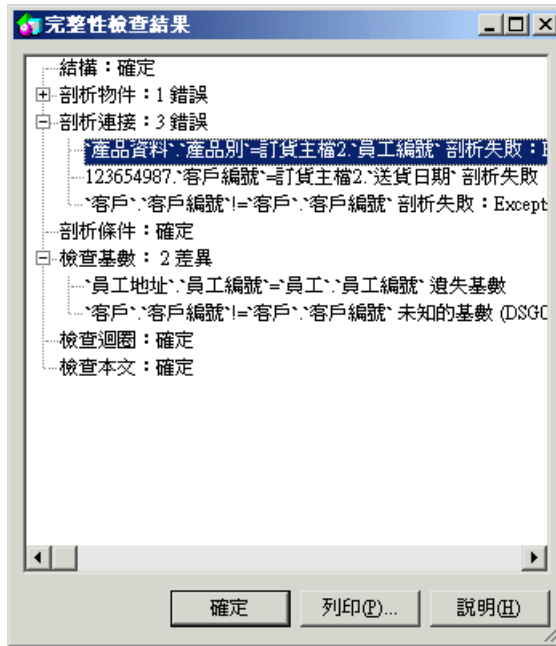 完整性檢查結果
結構：確定
剖析物件：1 錯誤
剖析連接：3 錯誤
`產品資料`.`產品別`=訂貨主檔2.`員工編號` 剖析失敗：E
123654987.`客戶編號`=訂貨主檔2.`送貨日期` 剖析失敗
`客戶`.`客戶編號`!=`客戶`.`客戶編號` 剖析失敗：Except
剖析條件：確定
檢查基數： 2 差異
`員工地址`.`員工編號`=`員工`.`員工編號` 遺失基數
`客戶`.`客戶編號`!=`客戶`.`客戶編號` 未知的基數 (DSGC
檢查迴圈：確定
檢查本文：確定
確定 列印(P)... 說明(H)